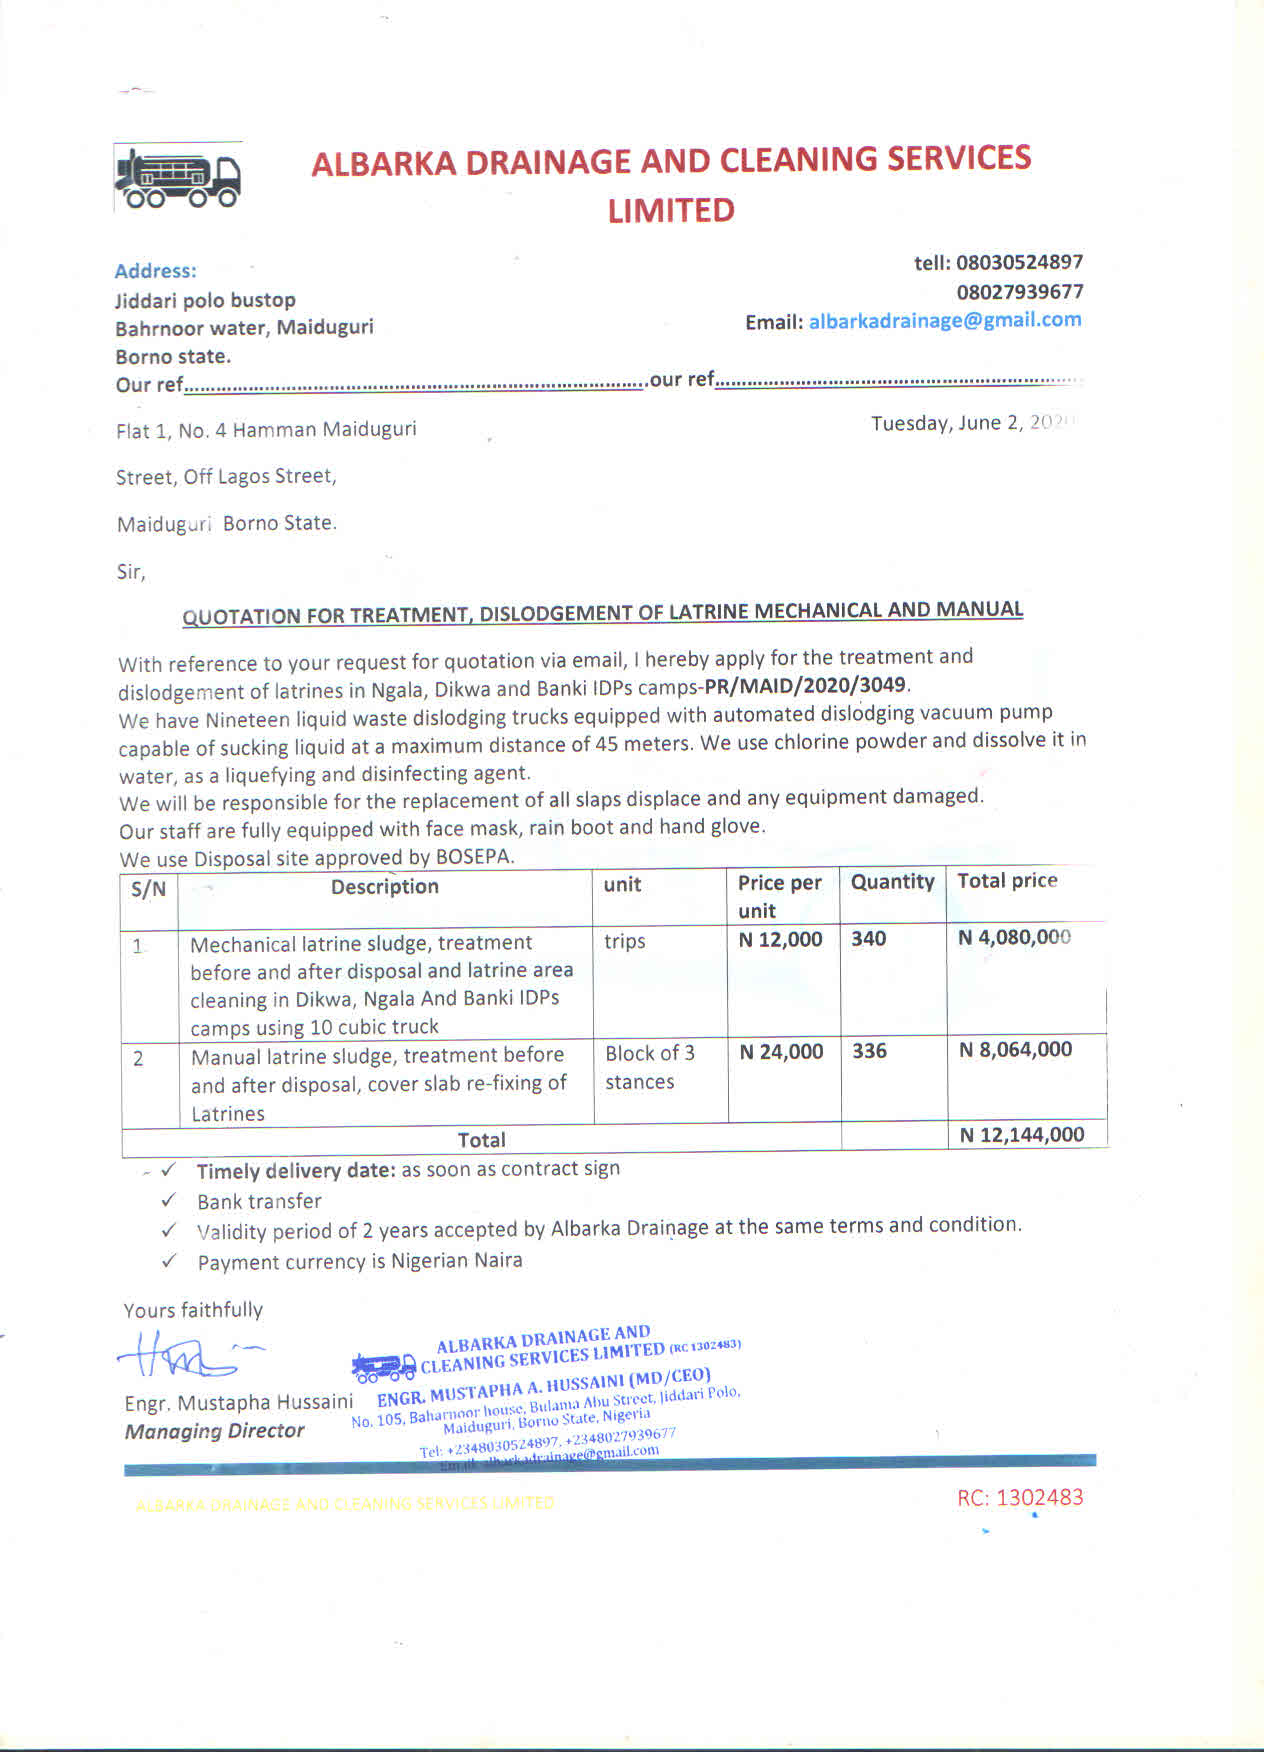 ALBARKA DRAINAGE AND CLEANING SERVICES
LIMITED
Address:
Jiddari polo bustop
Bahrnoor water, Maiduguri
Borno state.
tell: 08030524897
08027939677
Email: albarkadrainage@gmail.com
Our ref..............................................................................our ref..............................................................
Flat 1, No. 4 Hamman Maiduguri
Tuesday, June 2, 2020
Street, Off Lagos Street,
Maiduguri Borno State.
Sir,
QUOTATION FOR TREATMENT, DISLODGEMENT OF LATRINE MECHANICAL AND MANUAL
With reference to your request for quotation via email, I hereby apply for the treatment and
dislodgement of latrines in Ngala, Dikwa and Banki IDPs camps-PR/MAID/2020/3049.
We have Nineteen liquid waste dislodging trucks equipped with automated dislodging vacuum pump
capable of sucking liquid at a maximum distance of 45 meters. We use chlorine powder and dissolve it in
water, as a liquefying and disinfecting agent.
We will be responsible for the replacement of all slaps displace and any equipment damaged.
Our staff are fully equipped with face mask, rain boot and hand glove.
We use Disposal site approved by BOSEPA.
S/N Description unit Price per unit Quantity Total price
1 Mechanical latrine sludge, treatment trips N 12,000 340 N 4,080,000
before and after disposal and latrine area
cleaning in Dikwa, Ngala And Banki IDPs
camps using 10 cubic truck
2 Manual latrine sludge, treatment before Block of 3 N 24,000 336 N 8,064,000
and after disposal, cover slab re-fixing of stances
Latrines
Total N 12,144,000
✓ Timely delivery date: as soon as contract sign
✓ Bank transfer
✓ Validity period of 2 years accepted by Albarka Drainage at the same terms and condition.
✓ Payment currency is Nigerian Naira
Yours faithfully
Engr. Mustapha Hussaini
Managing Director
ALBARKA DRAINAGE AND
CLEANING SERVICES LIMITED (RC 1302483)
ENGR. MUSTAPHA A. HUSSAINI (MD/CEO)
No. 105, Baharnoor house, Bulama Abu Street, Jiddari Polo,
Maiduguri, Borno State, Nigeria
Tel: +2348030524897, +2348027939677
Email: albarkadrainage@gmail.com
ALBARKA DRAINAGE AND CLEANING SERVICES LIMITED
RC: 1302483